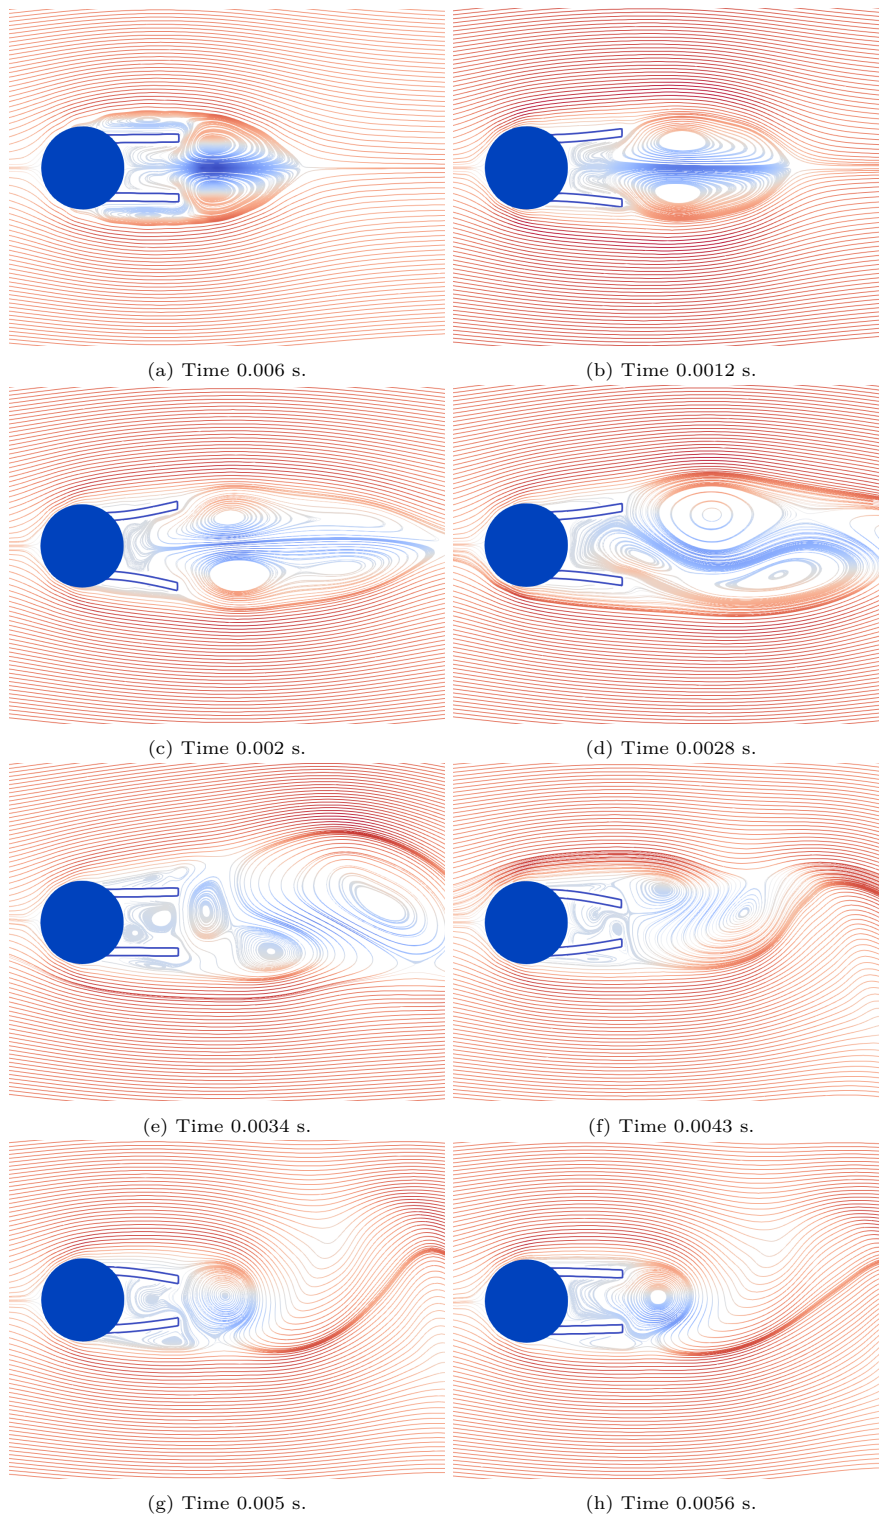 (a) Time 0.006 s.
(b) Time 0.0012 s.
(c) Time 0.002 s.
(d) Time 0.0028 s.
(e) Time 0.0034 s.
(f) Time 0.0043 s.
(g) Time 0.005 s.
(h) Time 0.0056 s.